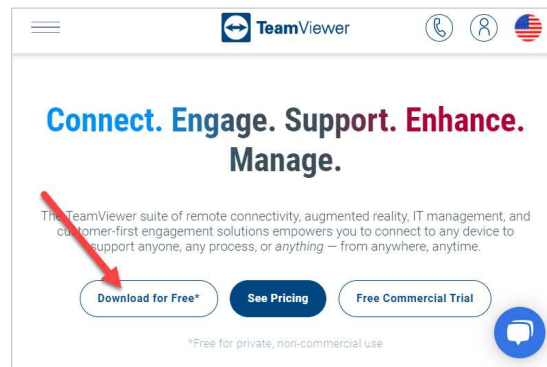 TeamViewer
Connect. Engage. Support. Enhance.
Manage.
The TeamViewer suite of remote connectivity, augmented reality, IT management, and
customer-first engagement solutions empowers you to connect to any device to
support anyone, any process, or anything — from anywhere, anytime.
Download for Free*
See Pricing
Free Commercial Trial
*Free for private, non-commercial use